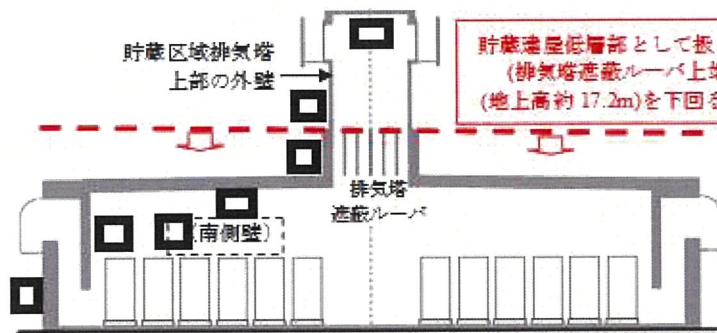 貯蔵区域排気塔
上部の外壁
貯蔵建屋低層部として扱
(排気塔遮蔽ルーバ上端
(地上高約 17.2m)を下回る
排気塔
遮蔽ルーバ
(南側壁)